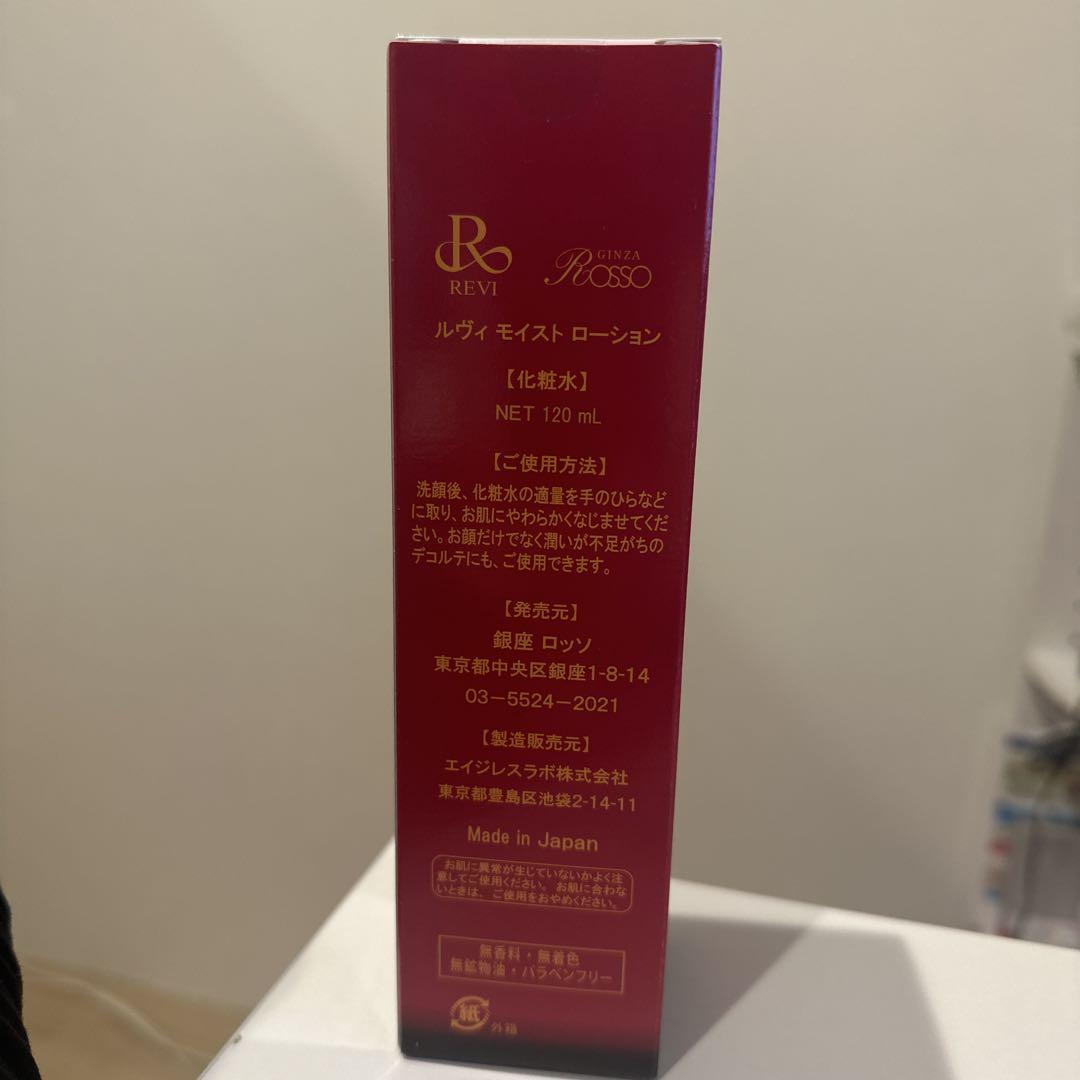 R
REVI
GINZA
Rosso
ルヴィ モイスト ローション
【化粧水】
NET 120 mL
【ご使用方法】
洗顔後、化粧水の適量を手のひらなど
に取り、お肌にやわらかくなじませてくだ
さい。お顔だけでなく潤いが不足がちの
デコルテにも、ご使用できます。
【発売元】
銀座 ロッソ
東京都中央区銀座1-8-14
03-5524-2021
【製造販売元】
エイジレスラボ株式会社
東京都豊島区池袋2-14-11
Made in Japan
お肌に異常が生じていないかよく注
意してご使用ください。お肌に合わな
いときは、ご使用をおやめください。
無香料・無着色
無鉱物油・パラベンフリー
紙
外箱